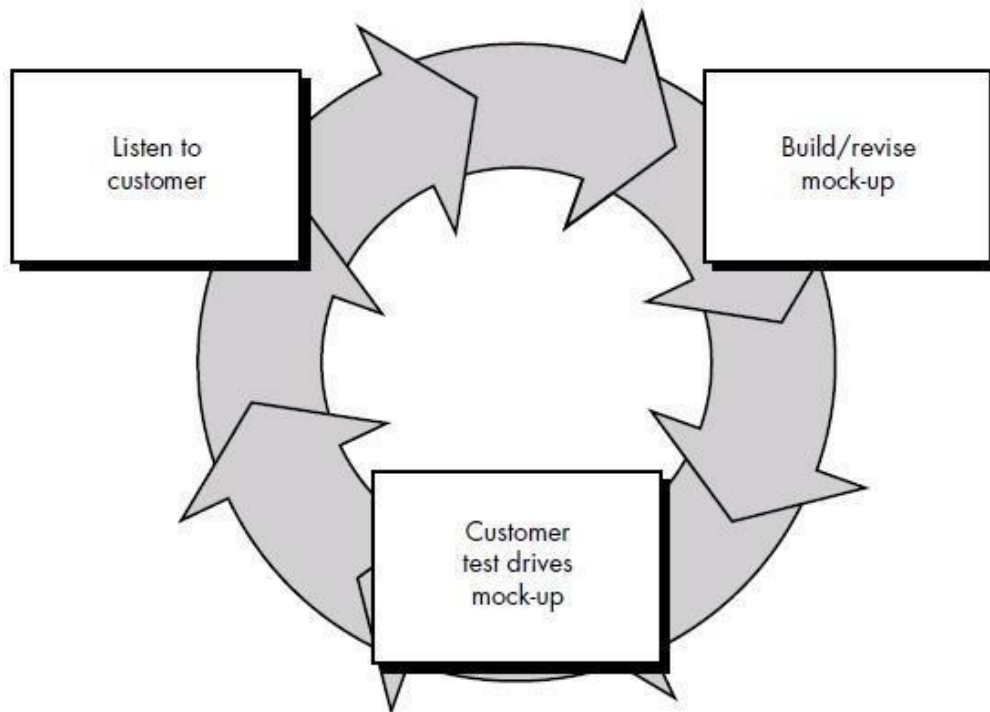 Listen to
customer
Build/revise
mock-up
Customer
test drives
mock-up